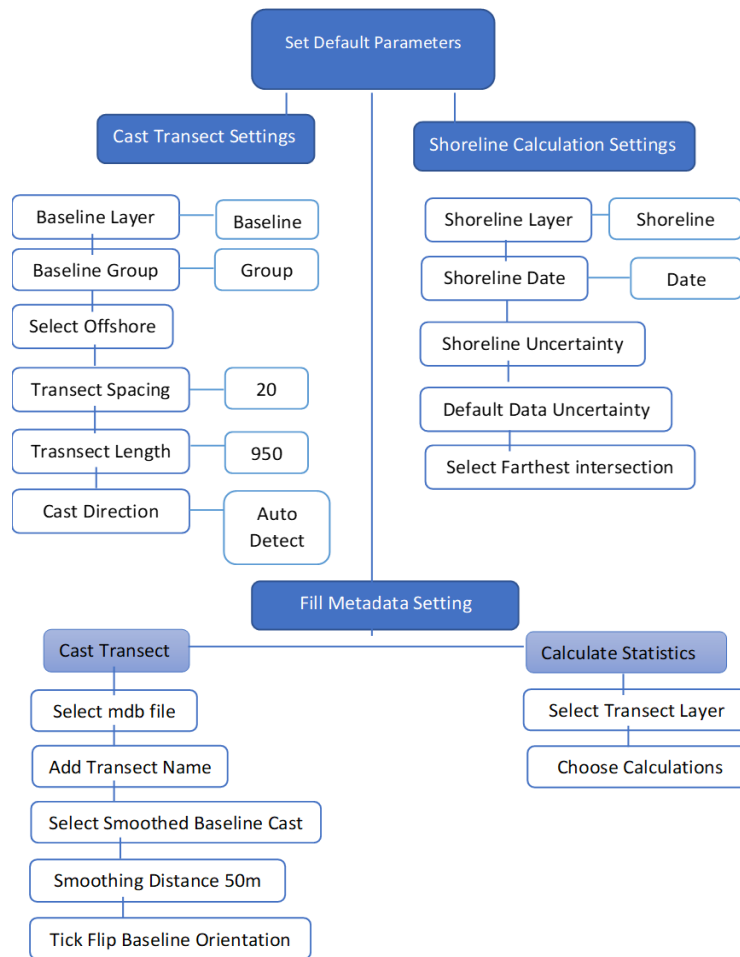 Set Default Parameters
Cast Transect Settings
Shoreline Calculation Settings
Baseline Layer
Baseline
Baseline Group
Group
Select Offshore
Transect Spacing
20
Trasnsect Length
950
Cast Direction
Auto
Detect
Shoreline Layer
Shoreline
Shoreline Date
Date
Shoreline Uncertainty
Default Data Uncertainty
Select Farthest intersection
Fill Metadata Setting
Cast Transect
Select mdb file
Add Transect Name
Select Smoothed Baseline Cast
Smoothing Distance 50m
Tick Flip Baseline Orientation
Calculate Statistics
Select Transect Layer
Choose Calculations